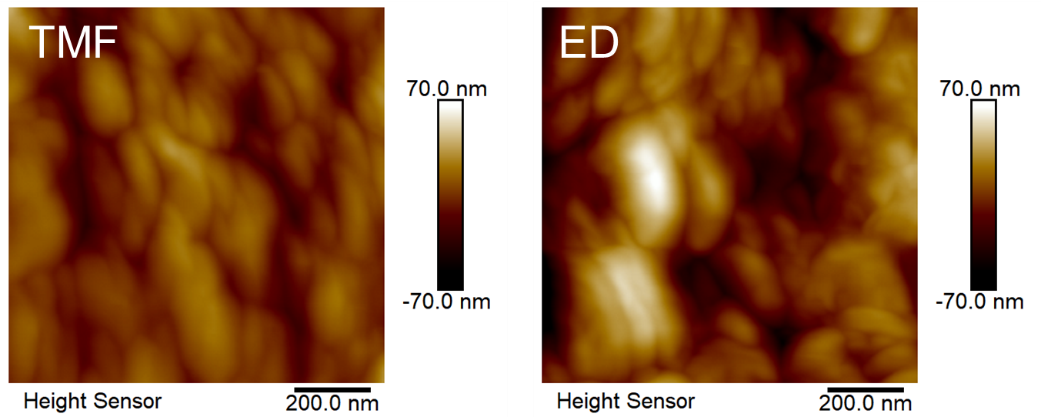 TMF
70.0 nm
-70.0 nm
Height Sensor
200.0 nm
ED
70.0 nm
-70.0 nm
Height Sensor
200.0 nm